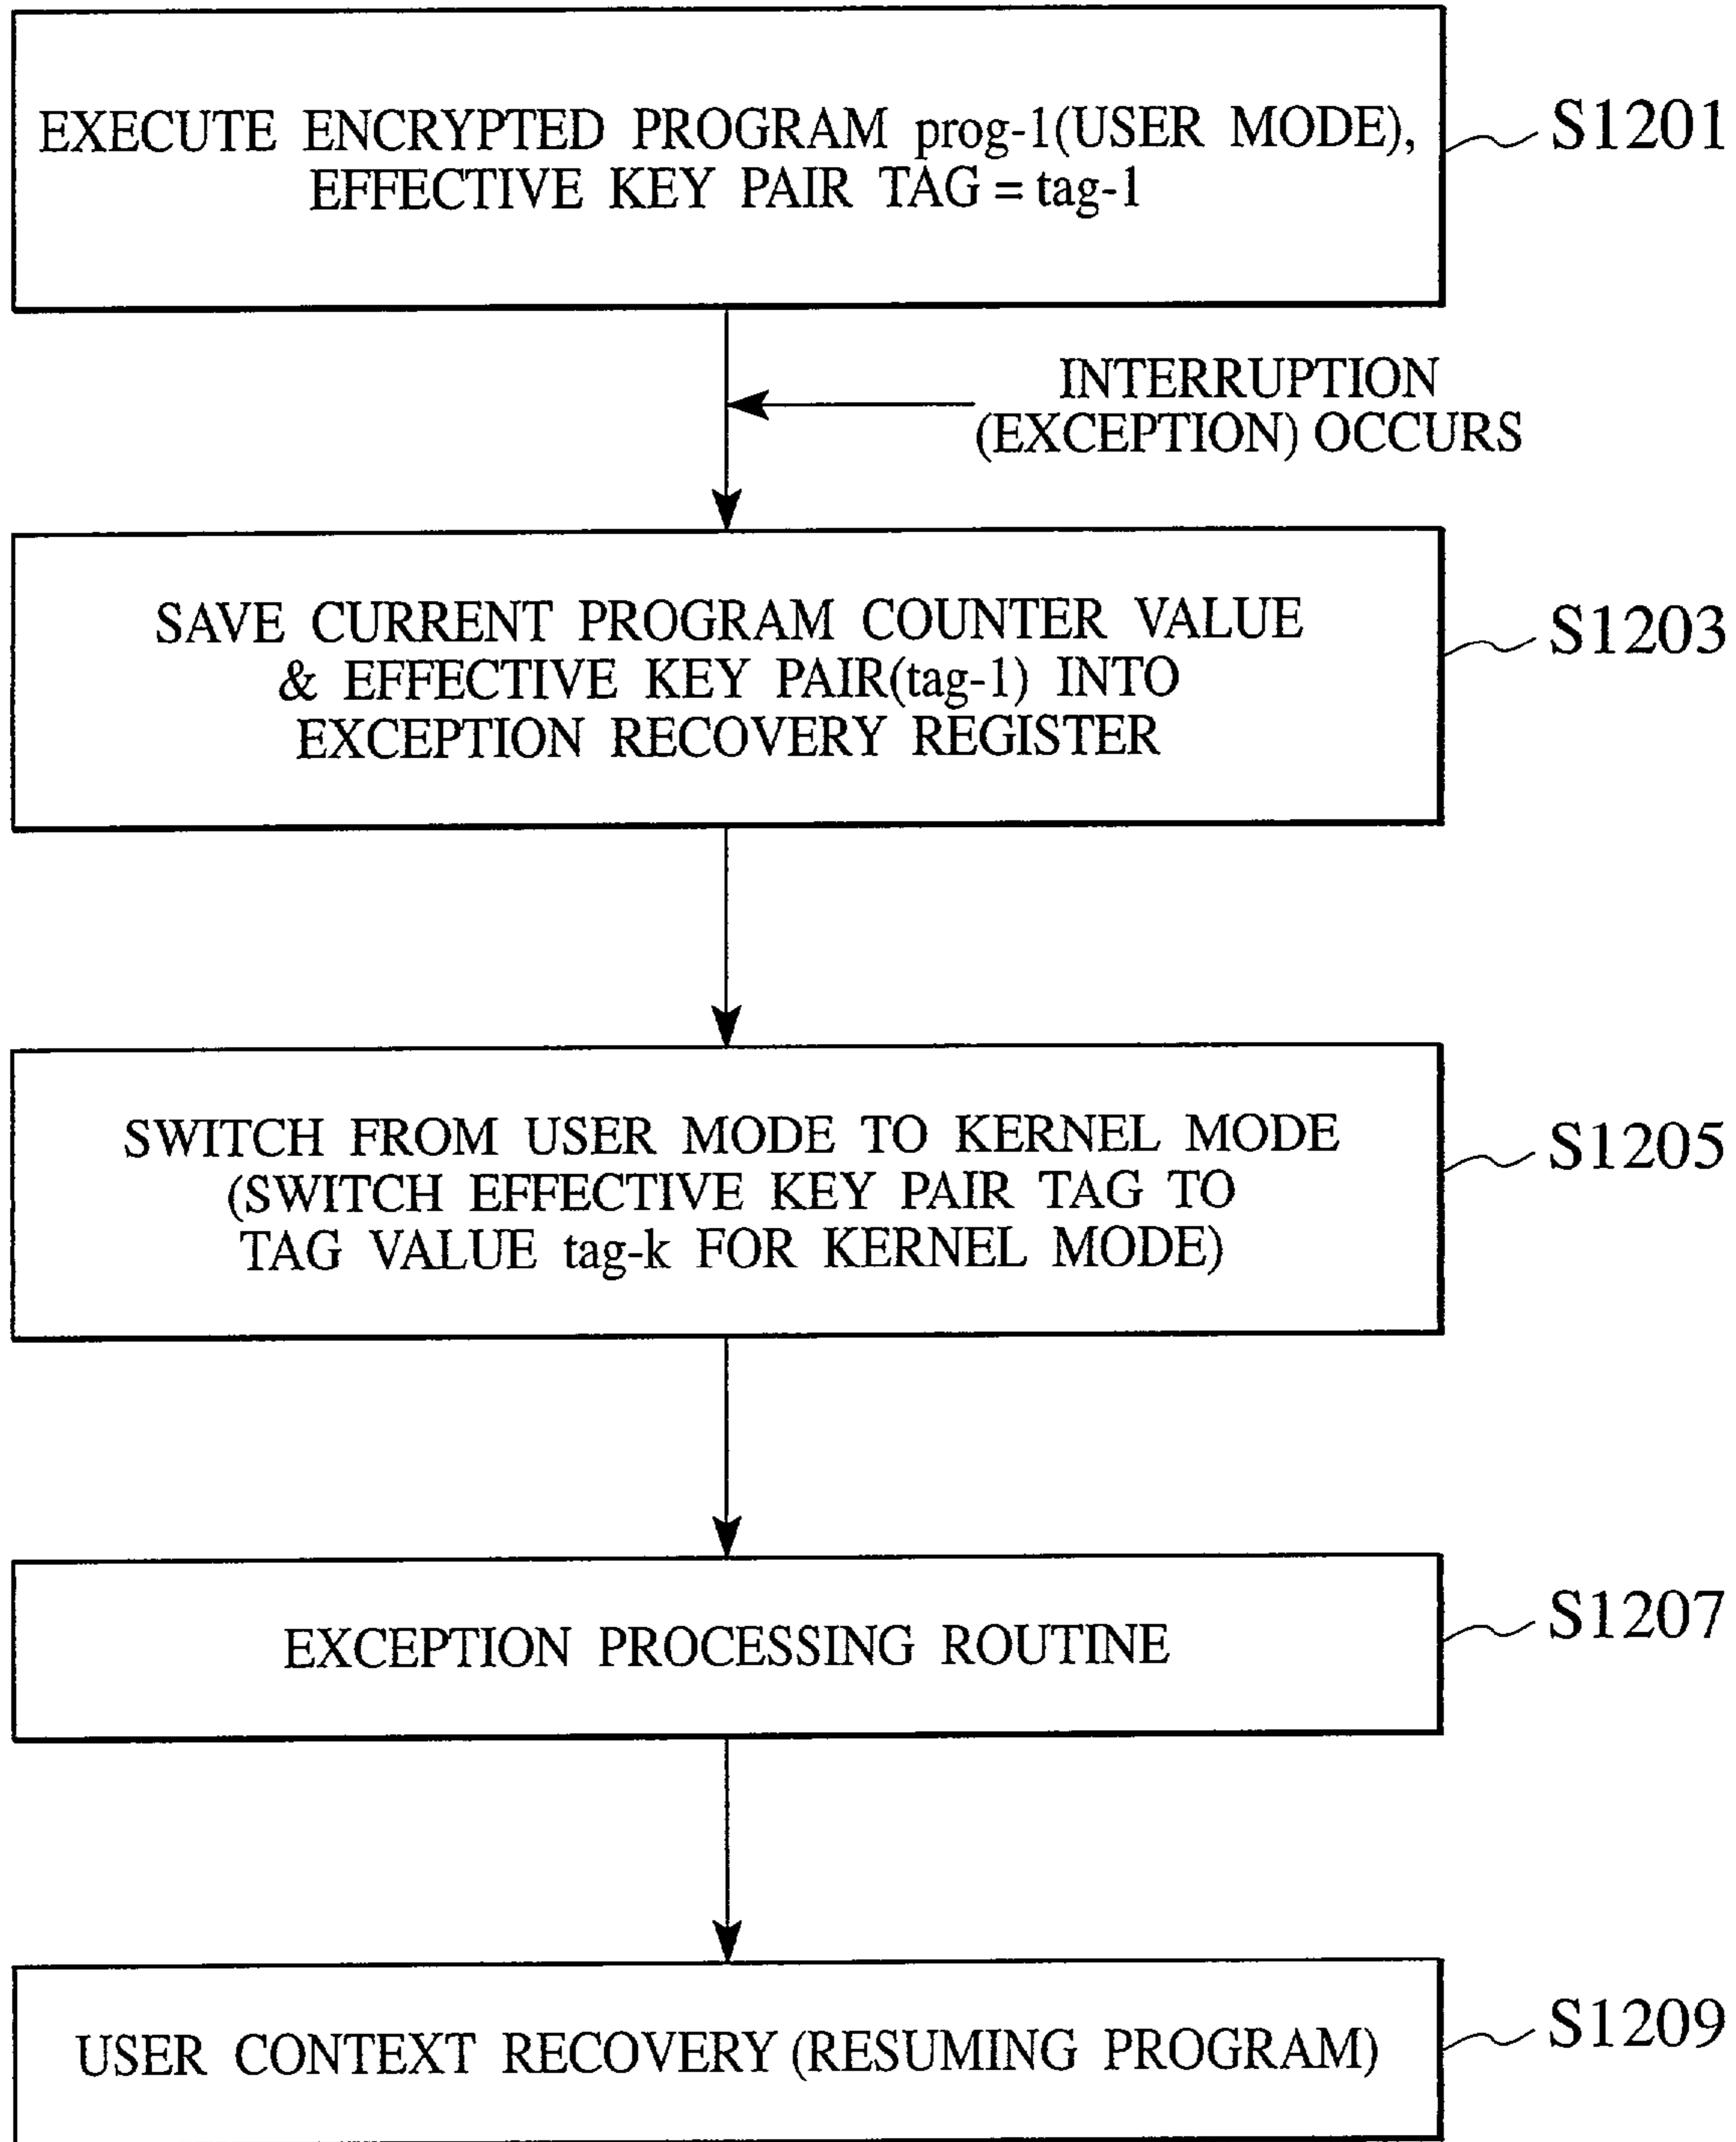 EXECUTE ENCRYPTED PROGRAM prog-1(USER MODE),
EFFECTIVE KEY PAIR TAG = tag-1
S1201
INTERRUPTION
(EXCEPTION) OCCURS
SAVE CURRENT PROGRAM COUNTER VALUE
& EFFECTIVE KEY PAIR(tag-1) INTO
EXCEPTION RECOVERY REGISTER
S1203
SWITCH FROM USER MODE TO KERNEL MODE
(SWITCH EFFECTIVE KEY PAIR TAG TO
TAG VALUE tag-k FOR KERNEL MODE)
S1205
EXCEPTION PROCESSING ROUTINE
S1207
USER CONTEXT RECOVERY (RESUMING PROGRAM)
S1209